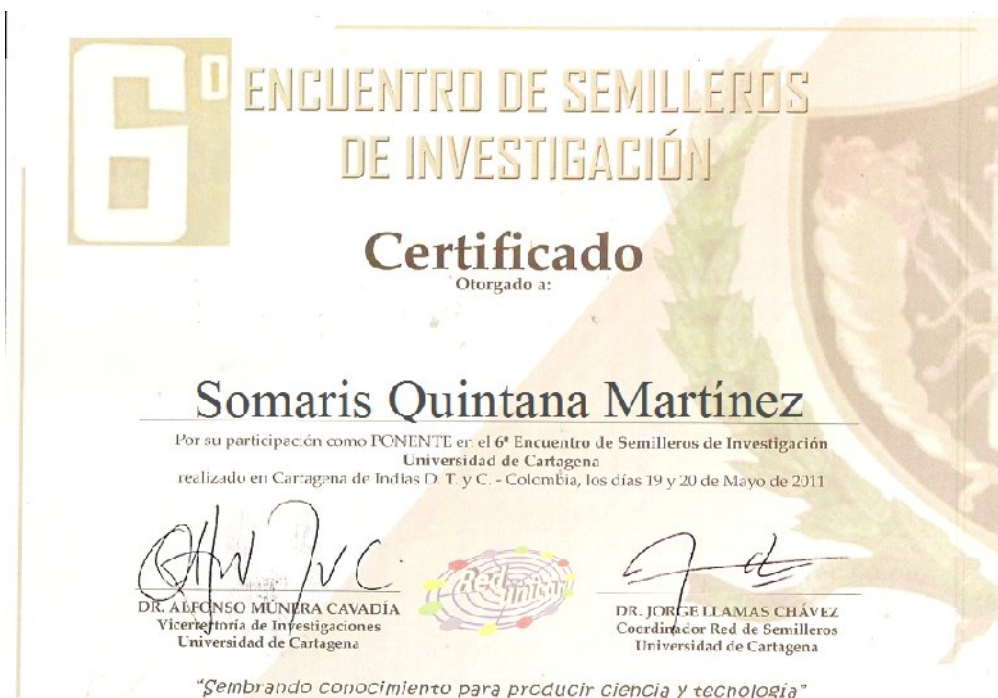 6º ENCUENTRO DE SEMILLEROS
DE INVESTIGACIÓN
Certificado
Otorgado a:
Somaris Quintana Martínez
Por su participación como PONENTE en el 6º Encuentro de Semilleros de Investigación
Universidad de Cartagena
realizado en Cartagena de Indias D. T. y C. - Colombia, los días 19 y 20 de Mayo de 2011
Red Unicar
DR. ALFONSO MÚNERA CAVADÍA
Vicerrectoría de Investigaciones
Universidad de Cartagena
DR. JORGE LLAMAS CHÁVEZ
Coordinador Red de Semilleros
Universidad de Cartagena
"Sembrando conocimiento para producir ciencia y tecnología"